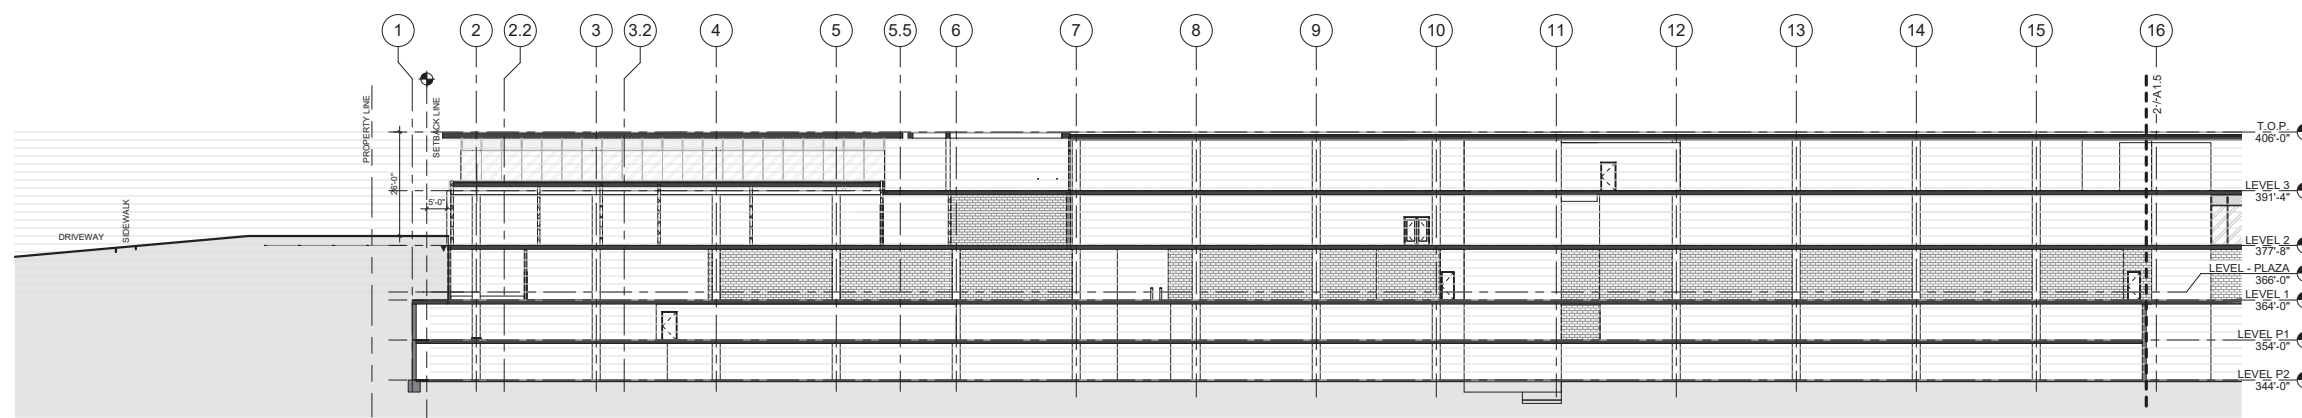 1
2
2.2
3
3.2
4
5
5.5
6
7
8
9
10
11
12
13
14
15
16
PROPERTY LINE
SETBACK LINE
2 / A1.5
T.O.P.
406'-0"
26'-0"
5'-0"
LEVEL 3
391'-4"
SIDEWALK
DRIVEWAY
LEVEL 2
377'-8"
LEVEL - PLAZA
366'-0"
LEVEL 1
364'-0"
LEVEL P1
354'-0"
LEVEL P2
344'-0"